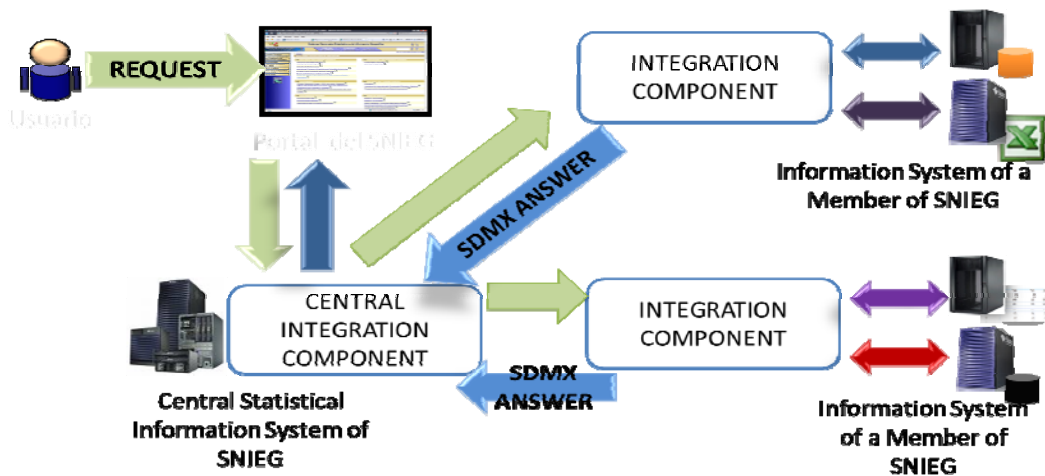 REQUEST
Usuario
Portal del SNIEG
INTEGRATION
COMPONENT
Information System of a
Member of SNIEG
SDMX ANSWER
CENTRAL
INTEGRATION
COMPONENT
Central Statistical
Information System of
SNIEG
SDMX
ANSWER
INTEGRATION
COMPONENT
Information System
of a Member of
SNIEG